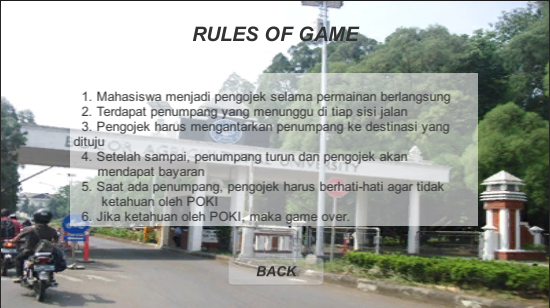 RULES OF GAME
1. Mahasiswa menjadi pengojek selama permainan berlangsung
2. Terdapat penumpang yang menunggu di tiap sisi jalan
3. Pengojek harus mengantarkan penumpang ke destinasi yang
dituju
4. Setelah sampai, penumpang turun dan pengojek akan
mendapat bayaran
5. Saat ada penumpang, pengojek harus berhati-hati agar tidak
ketahuan oleh POKI
6. Jika ketahuan oleh POKI, maka game over.
UNIVERSITY
BACK